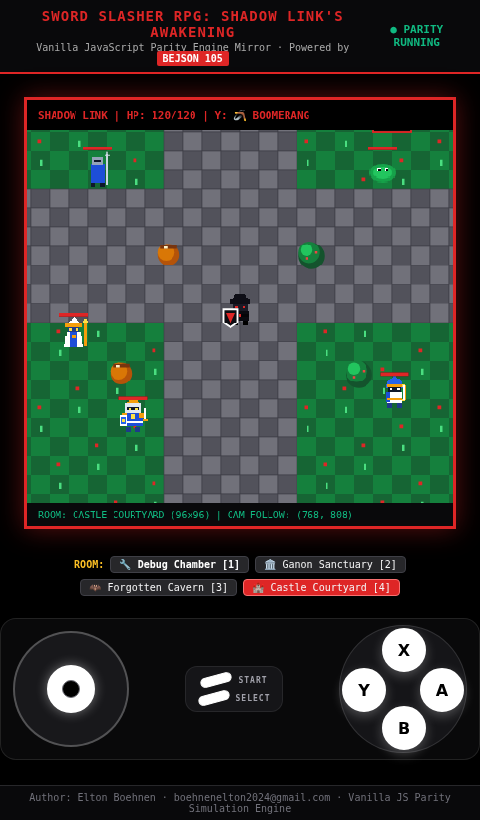 SWORD SLASHER RPG: SHADOW LINK'S
AWAKENING
Vanilla JavaScript Parity Engine Mirror · Powered by
BEJSON 105
● PARITY
RUNNING
SHADOW LINK | HP: 120/120 | Y: 🪃 BOOMERANG
ROOM: CASTLE COURTYARD (96x96) | CAM FOLLOW: (768, 808)
ROOM: 🔧 Debug Chamber [1] 🏛️ Ganon Sanctuary [2]
🦇 Forgotten Cavern [3] 🏰 Castle Courtyard [4]
START
SELECT
X
Y
A
B
Author: Elton Boehnen · boehnenelton2024@gmail.com · Vanilla JS Parity
Simulation Engine